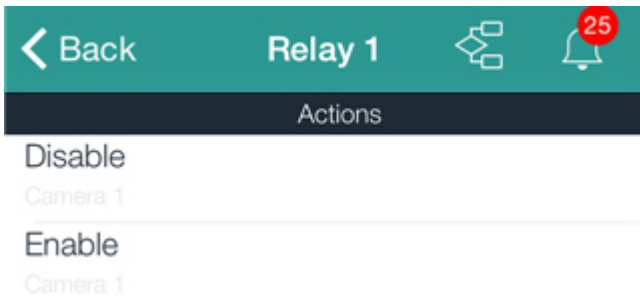 Back Relay 1 25
Actions
Disable
Camera 1
Enable
Camera 1